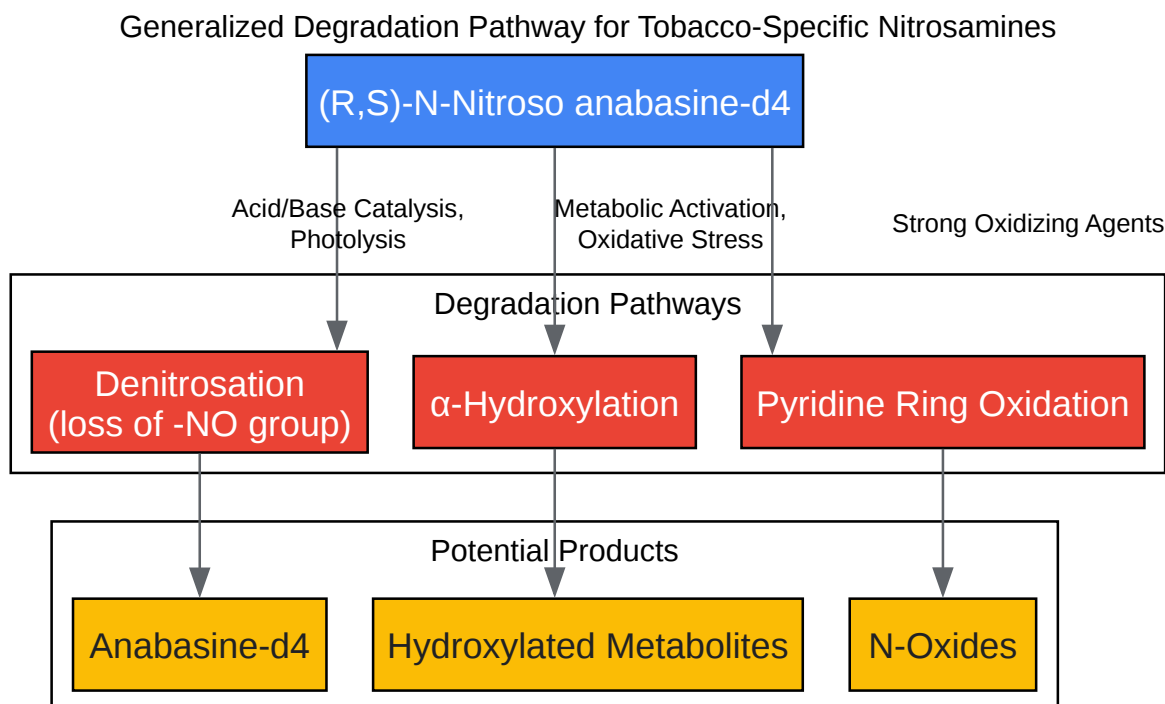 Generalized Degradation Pathway for Tobacco-Specific Nitrosamines
(R,S)-N-Nitroso anabasine-d4
Acid/Base Catalysis,
Photolysis
Metabolic Activation,
Oxidative Stress
Strong Oxidizing Agents
Degradation Pathways
Denitrosation
(loss of -NO group)
α-Hydroxylation
Pyridine Ring Oxidation
Potential Products
Anabasine-d4
Hydroxylated Metabolites
N-Oxides